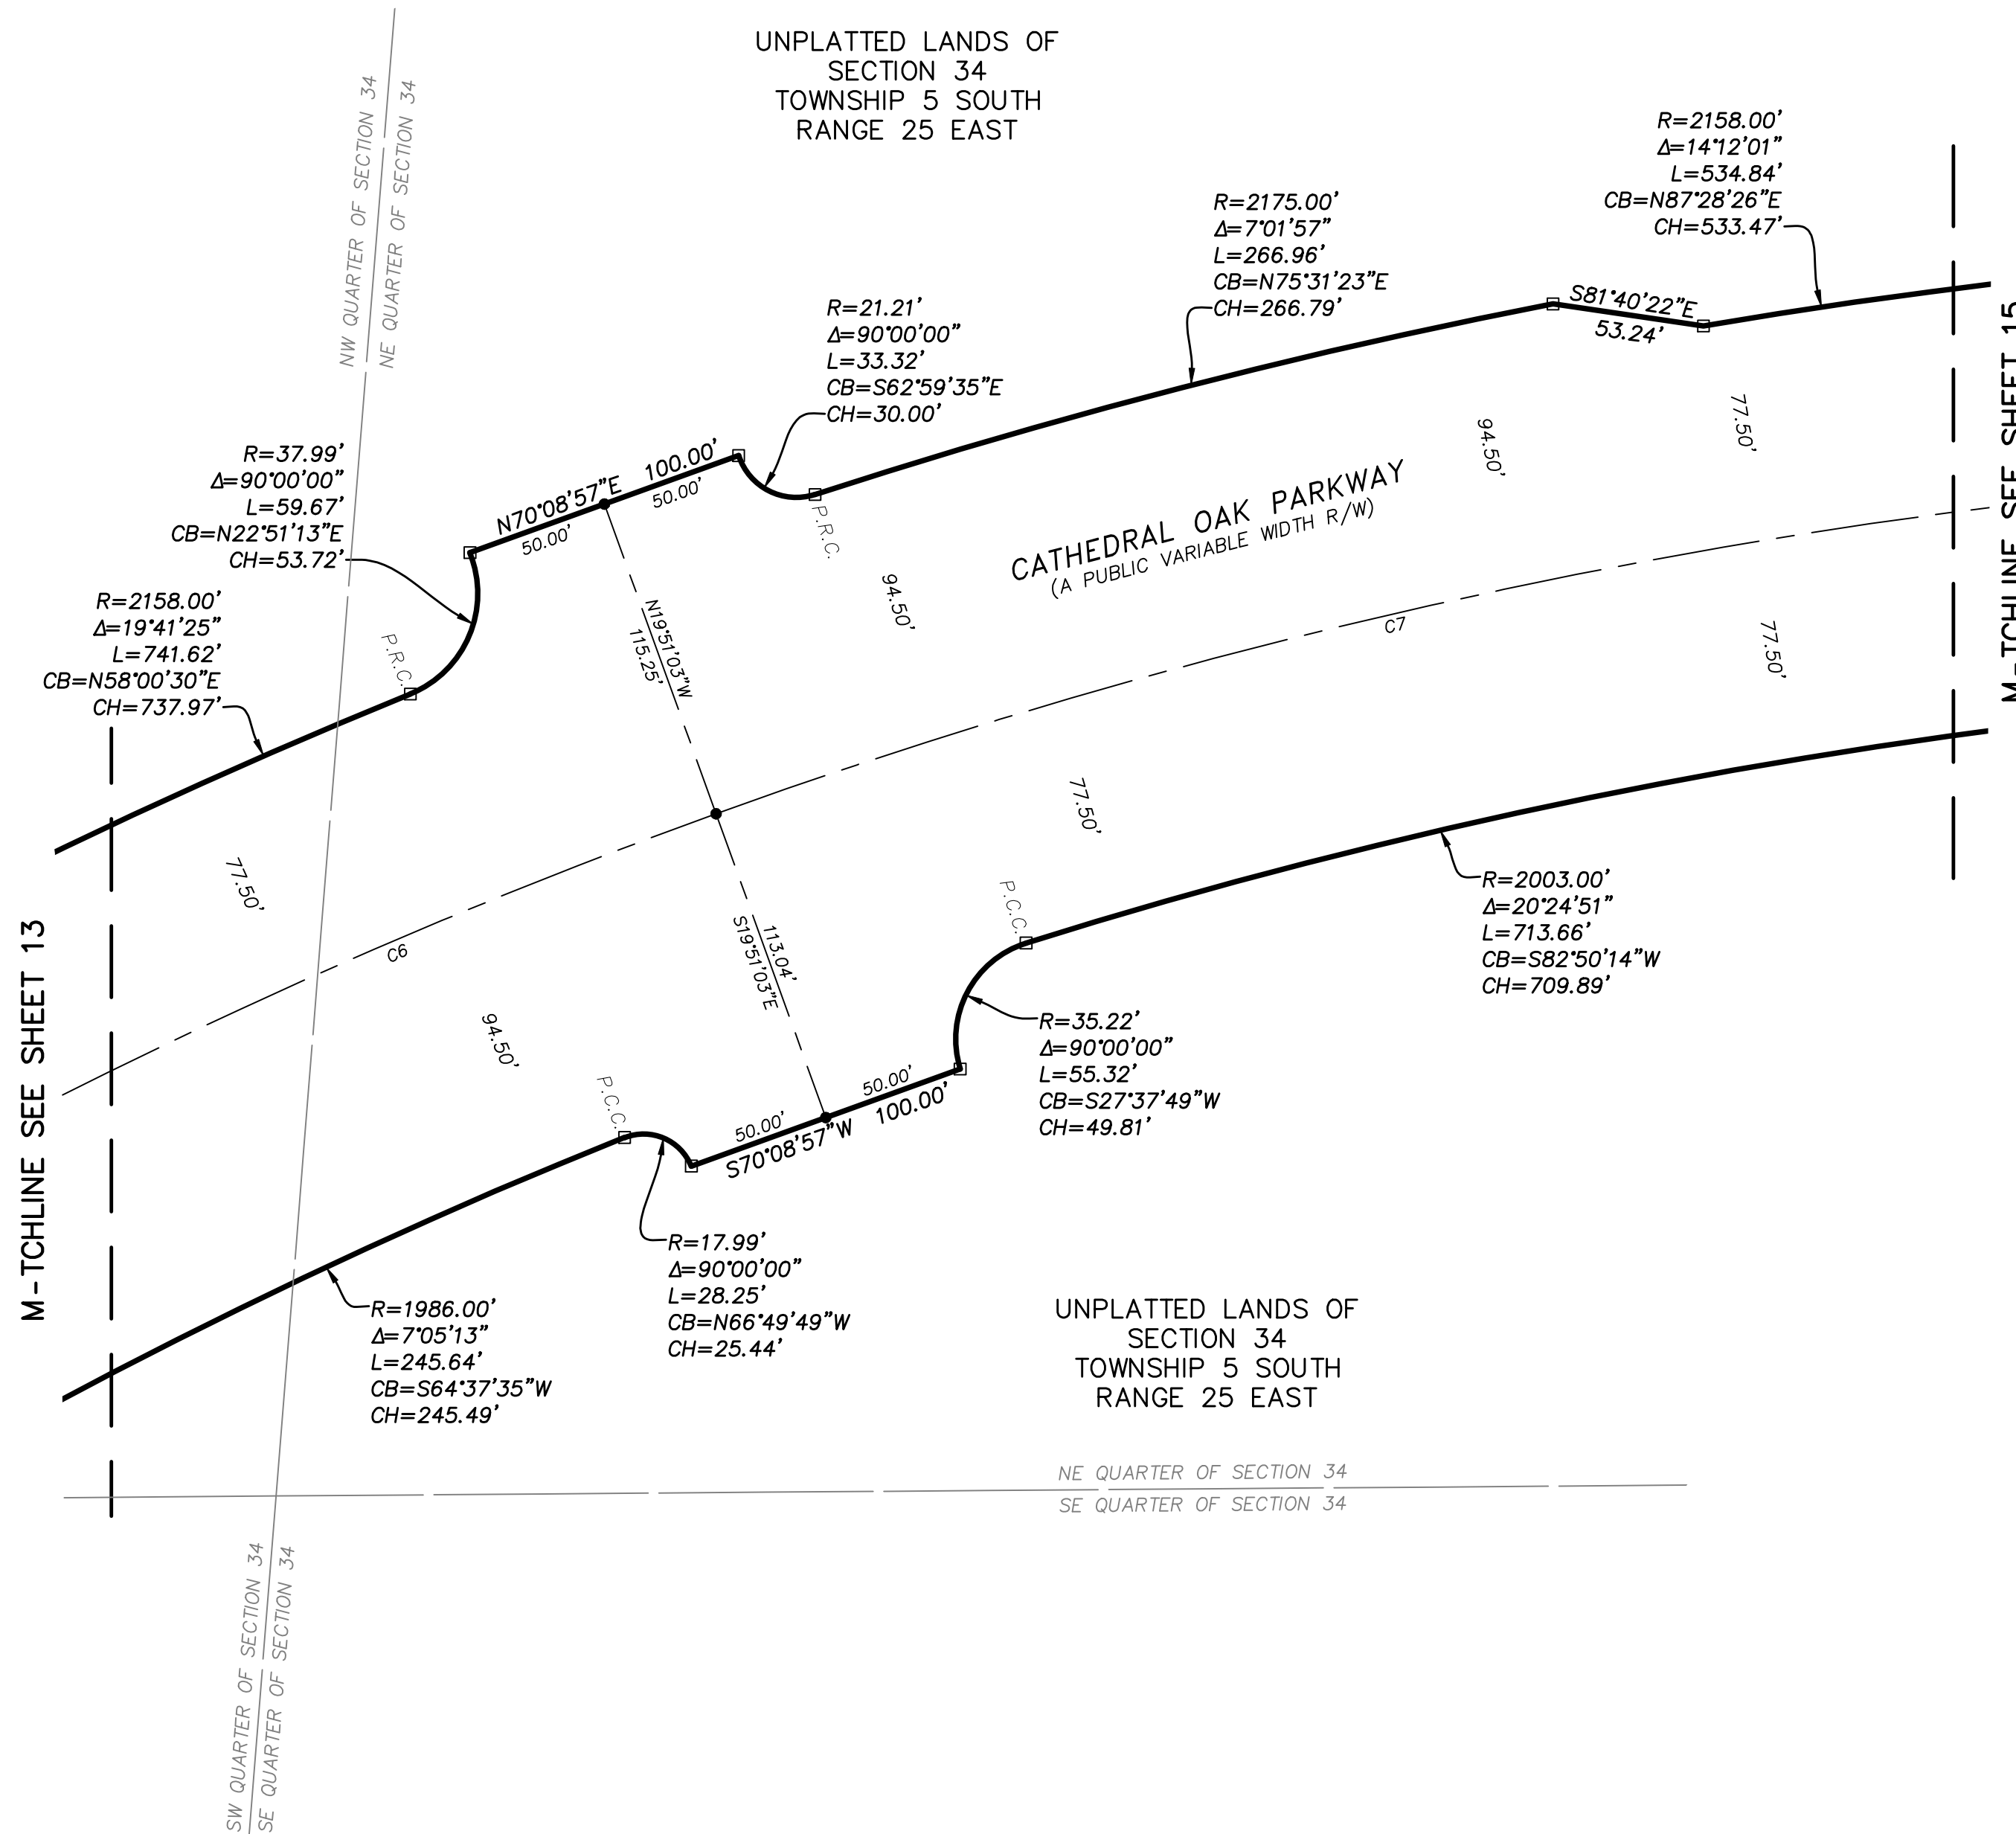 UNPLATTED LANDS OF
SECTION 34
TOWNSHIP 5 SOUTH
RANGE 25 EAST
NW QUARTER OF SECTION 34
NE QUARTER OF SECTION 34
R=2158.00'
Δ=14°12'01"
L=534.84'
CB=N87°28'26"E
CH=533.47'
R=2175.00'
Δ=7°01'57"
L=266.96'
CB=N75°31'23"E
CH=266.79'
S81°40'22"E
53.24'
R=21.21'
Δ=90°00'00"
L=33.32'
CB=S62°59'35"E
CH=30.00'
R=37.99'
Δ=90°00'00"
L=59.67'
CB=N22°51'13"E
CH=53.72'
N70°08'57"E 100.00'
50.00'
50.00'
P.R.C.
R=2158.00'
Δ=19°41'25"
L=741.62'
CB=N58°00'30"E
CH=737.97'
P.R.C.
N19°51'03"W
115.25'
94.50'
CATHEDRAL OAK PARKWAY
(A PUBLIC VARIABLE WIDTH R/W)
94.50'
77.50'
C7
77.50'
M-TCHLINE SEE SHEET 15
77.50'
77.50'
C6
113.04'
S19°51'03"E
P.C.C.
R=2003.00'
Δ=20°24'51"
L=713.66'
CB=S82°50'14"W
CH=709.89'
M-TCHLINE SEE SHEET 13
94.50'
P.C.C.
50.00'
50.00'
S70°08'57"W 100.00'
R=35.22'
Δ=90°00'00"
L=55.32'
CB=S27°37'49"W
CH=49.81'
R=17.99'
Δ=90°00'00"
L=28.25'
CB=N66°49'49"W
CH=25.44'
R=1986.00'
Δ=7°05'13"
L=245.64'
CB=S64°37'35"W
CH=245.49'
UNPLATTED LANDS OF
SECTION 34
TOWNSHIP 5 SOUTH
RANGE 25 EAST
NE QUARTER OF SECTION 34
SE QUARTER OF SECTION 34
SW QUARTER OF SECTION 34
SE QUARTER OF SECTION 34